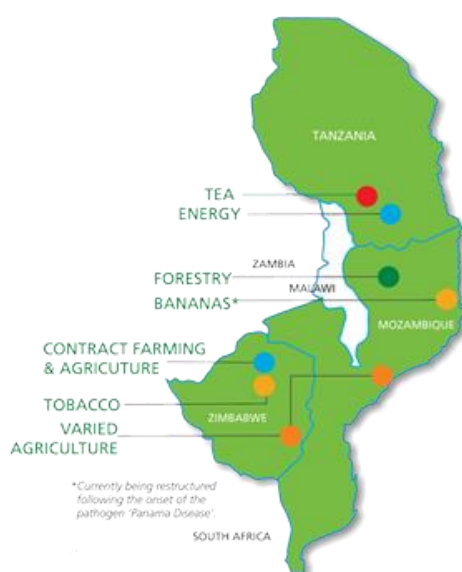 TANZANIA
TEA
ENERGY
ZAMBIA
FORESTRY
MALAWI
BANANAS*
MOZAMBIQUE
CONTRACT FARMING
& AGRICUTURE
TOBACCO
ZIMBABWE
VARIED
AGRICULTURE
*Currently being restructured
following the onset of the
pathogen 'Panama Disease'.
SOUTH AFRICA